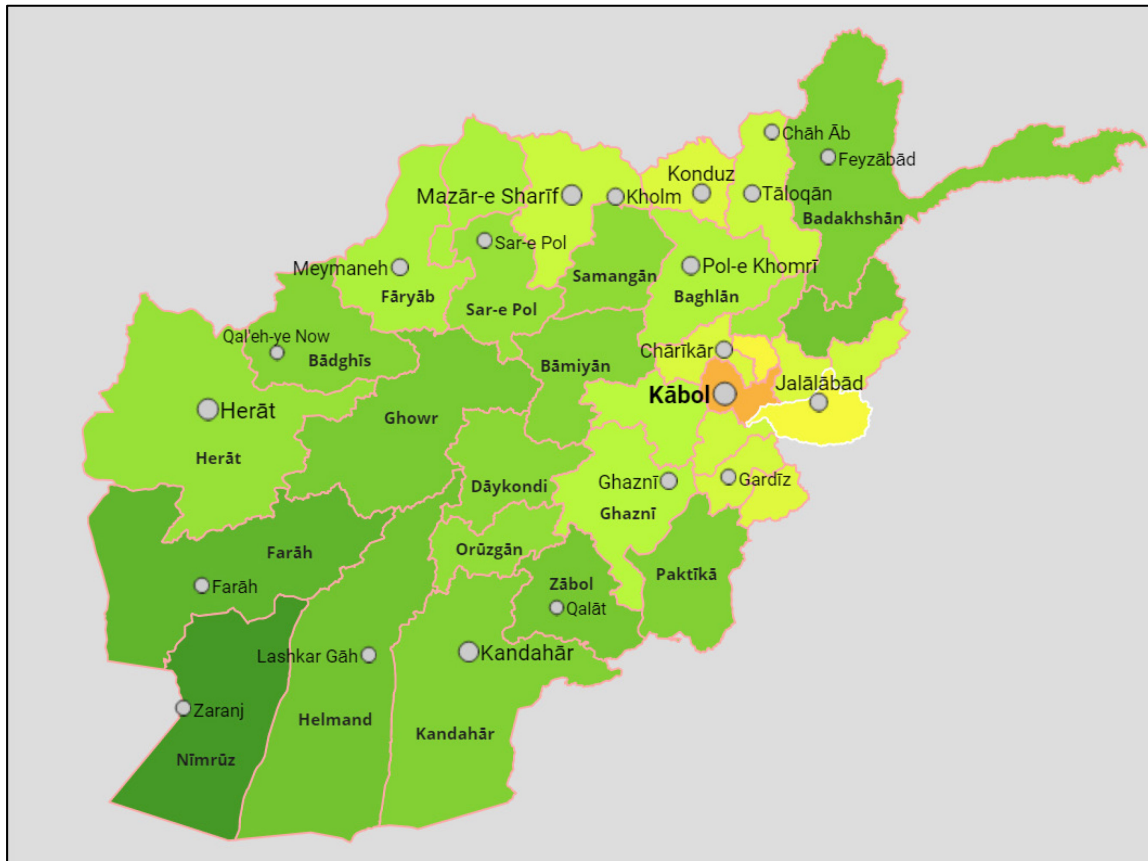 Chāh Āb
Feyzābād
Konduz
Mazār-e Sharīf
Kholm
Tāloqān
Badakhshān
Sar-e Pol
Meymaneh
Samangān
Pol-e Khomrī
Fāryāb
Baghlān
Sar-e Pol
Qal'eh-ye Now
Bādghīs
Bāmiyān
Chārīkār
Jalālābād
Kābol
Herāt
Ghowr
Herāt
Dāykondi
Ghaznī
Gardīz
Ghaznī
Orūzgān
Farāh
Paktīkā
Farāh
Zābol
Qalāt
Lashkar Gāh
Kandahār
Zaranj
Helmand
Kandahār
Nīmrūz